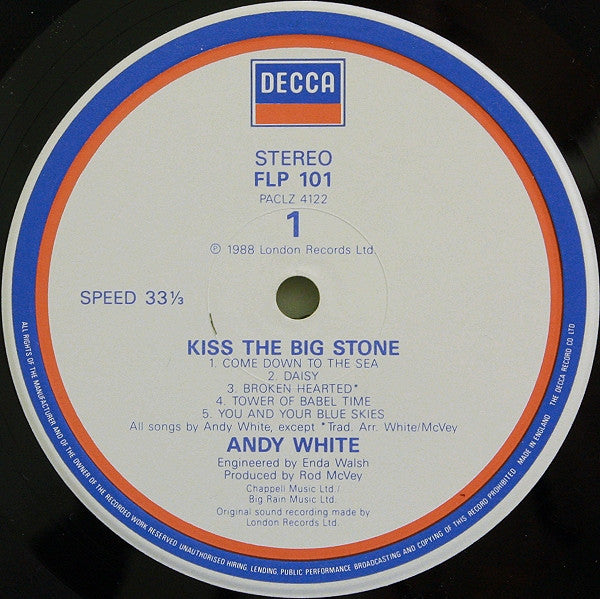 DECCA
STEREO
FLP 101
PACLZ 4122
1
℗ 1988 London Records Ltd.
SPEED 33⅓
KISS THE BIG STONE
1. COME DOWN TO THE SEA
2. DAISY
3. BROKEN HEARTED*
4. TOWER OF BABEL TIME
5. YOU AND YOUR BLUE SKIES
All songs by Andy White, except *Trad. Arr. White/McVey
ANDY WHITE
Engineered by Enda Walsh
Produced by Rod McVey
Chappell Music Ltd /
Big Rain Music Ltd.
Original sound recording made by
London Records Ltd.
ALL RIGHTS OF THE MANUFACTURER AND OF THE OWNER OF THE RECORDED WORK RESERVED UNAUTHORISED HIRING, LENDING, PUBLIC PERFORMANCE BROADCASTING AND COPYING OF THIS RECORD PROHIBITED MADE IN ENGLAND THE DECCA RECORD CO LTD